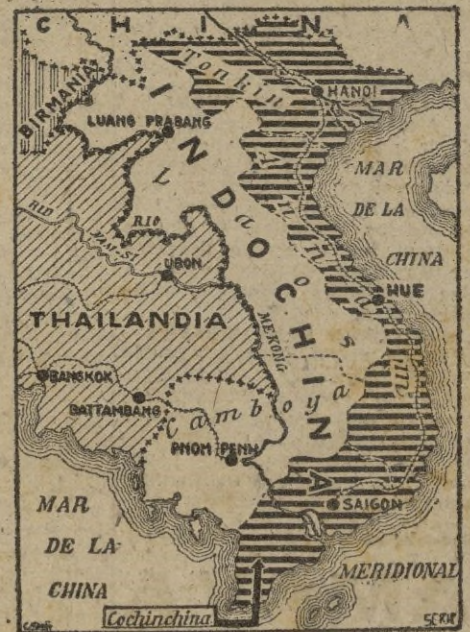 CHINA
Tonkin
BIRMANIA
HANOI
LUANG PRABANG
INDOCHINA
MAR
DE LA
CHINA
Laos
Annam
RIO
RIO
UBON
HUE
THAILANDIA
MEKONG
BANGKOK
BATTAMBANG
Camboya
PNOM PENH
SAIGON
MAR
DE LA
CHINA
MERIDIONAL
Cochinchina